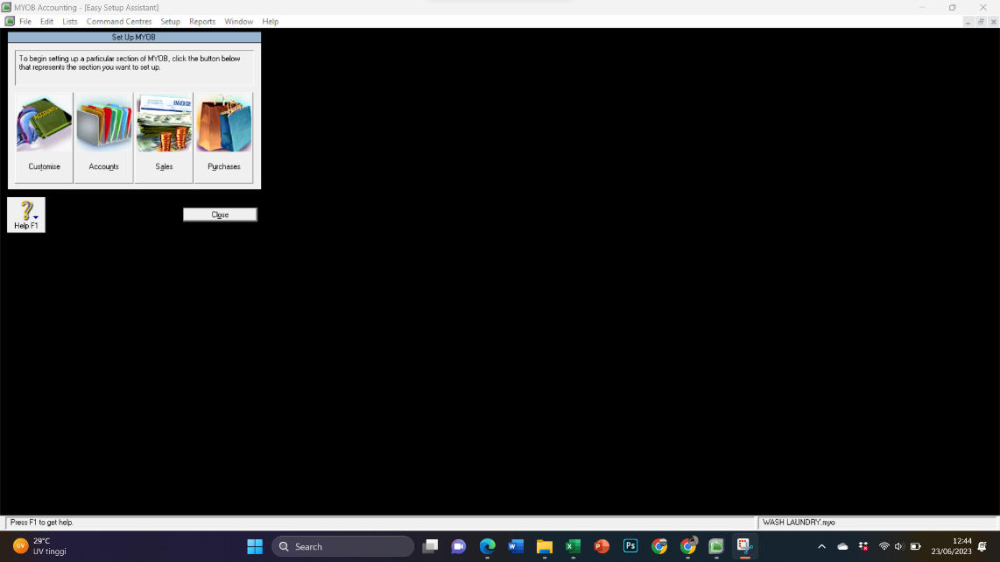 MYOB Accounting - [Easy Setup Assistant]
File Edit Lists Command Centres Setup Reports Window Help
Set Up MYOB
To begin setting up a particular section of MYOB, click the button below
that represents the section you want to set up.
ACCOUNTS
INVOICE
Customise Accounts Sales Purchases
Help F1
Close
Press F1 to get help.
WASH LAUNDRY.myo
UV
29°C
UV tinggi
Search
W
X
P
Ps
12:44
23/06/2023